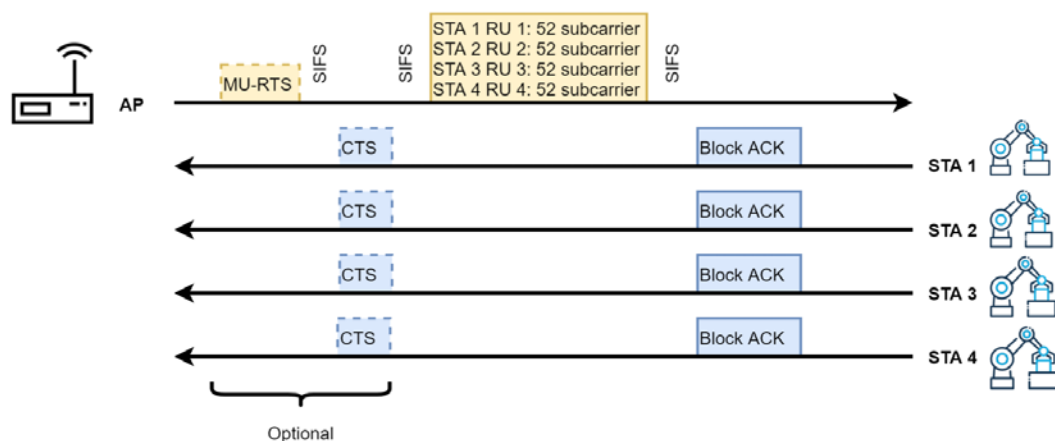 SIFS
SIFS
STA 1 RU 1: 52 subcarrier
STA 2 RU 2: 52 subcarrier
STA 3 RU 3: 52 subcarrier
STA 4 RU 4: 52 subcarrier
SIFS
MU-RTS
AP
CTS
Block ACK
STA 1
CTS
Block ACK
STA 2
CTS
Block ACK
STA 3
CTS
Block ACK
STA 4
Optional